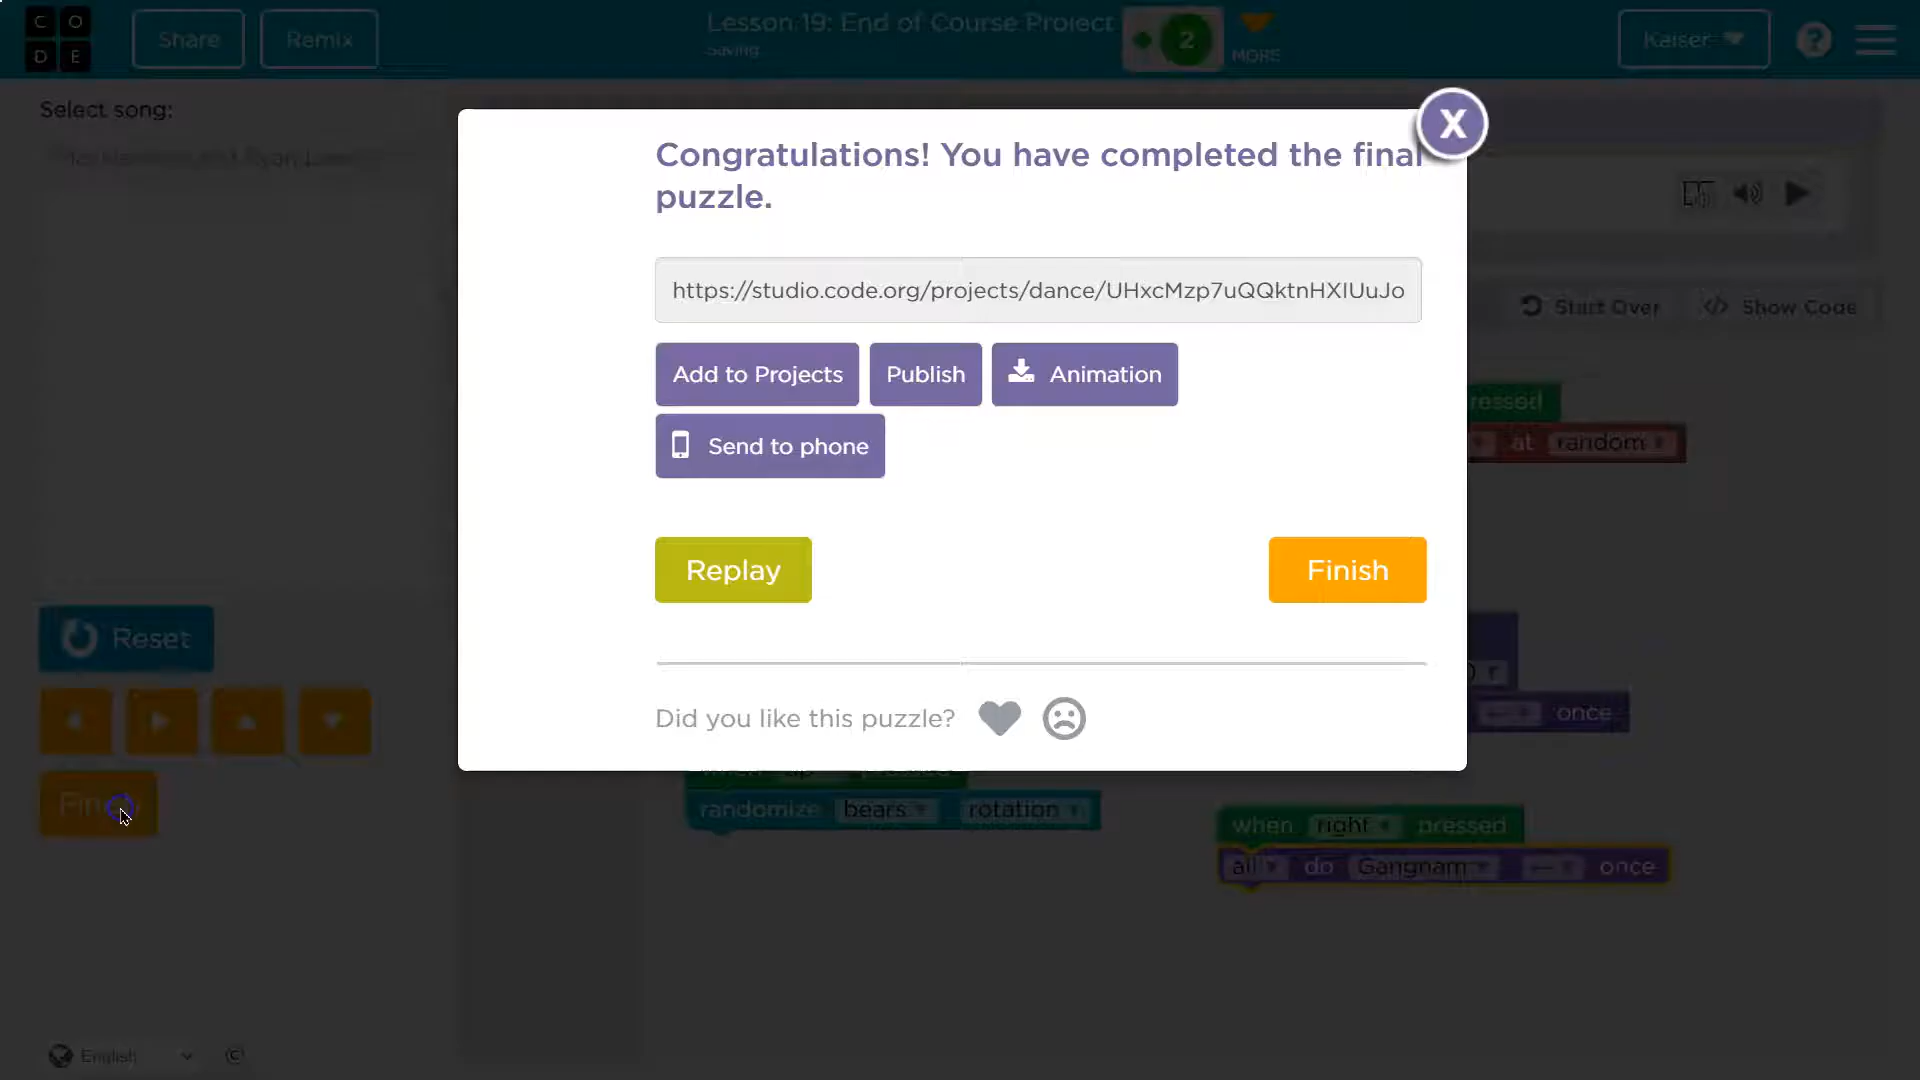 C O
D E
Share
Remix
Lesson 19: End of Course Project
Saving
2
MORE
Kaiser
?
Select song:
X
Congratulations! You have completed the final
puzzle.
https://studio.code.org/projects/dance/UHxcMzp7uQQktnHXIUuJo
Add to Projects
Publish
Animation
Send to phone
Replay
Finish
Did you like this puzzle?
Start Over
</> Show Code
at random
once
Reset
randomize bears rotation
when right pressed
all do Gangnam once
English